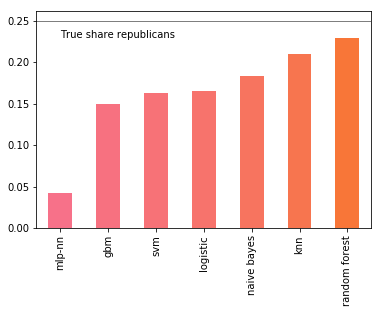 0.25
True share republicans
0.20
0.15
0.10
0.05
0.00
mlp-nn
gbm
svm
logistic
naive bayes
knn
random forest